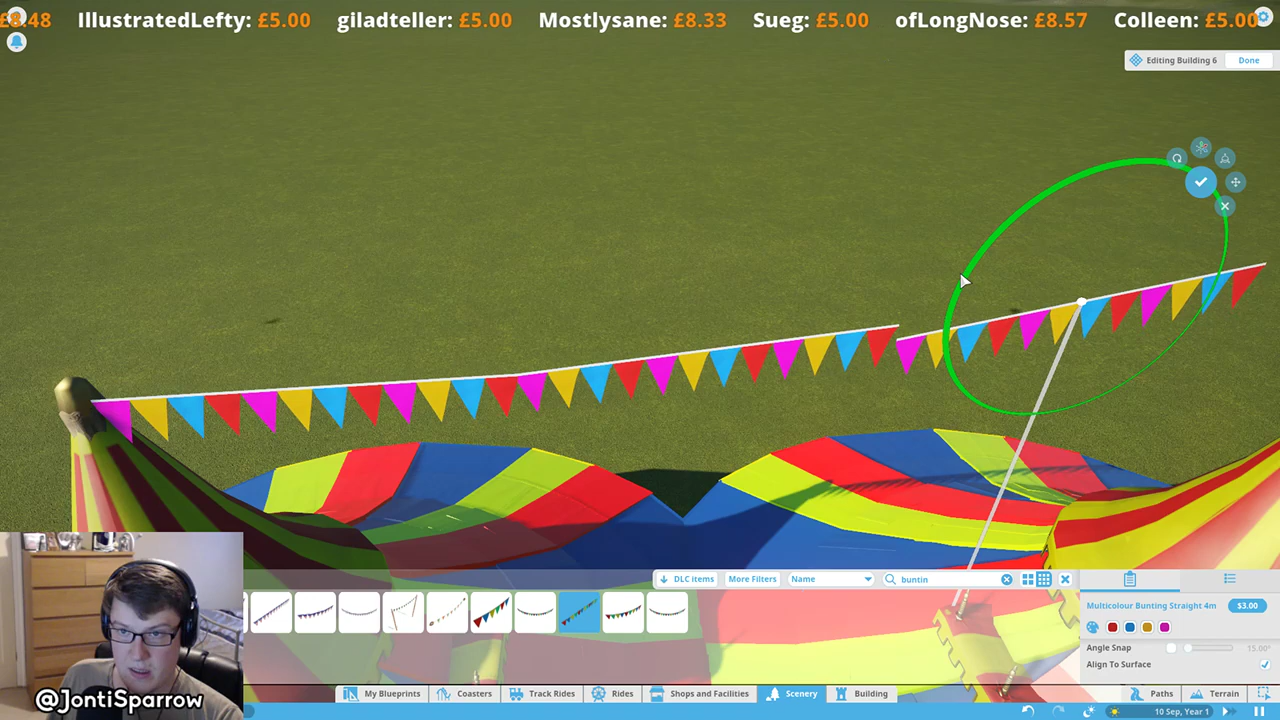 £8.48 IllustratedLefty: £5.00 giladteller: £5.00 Mostlysane: £8.33 Sueg: £5.00 ofLongNose: £8.57 Colleen: £5.00
Editing Building 6 Done
DLC items More Filters Name buntin
Multicolour Bunting Straight 4m $3.00
Angle Snap 15.00°
Align To Surface
@JontiSparrow
My Blueprints Coasters Track Rides Rides Shops and Facilities Scenery Building Paths Terrain
10 Sep, Year 1